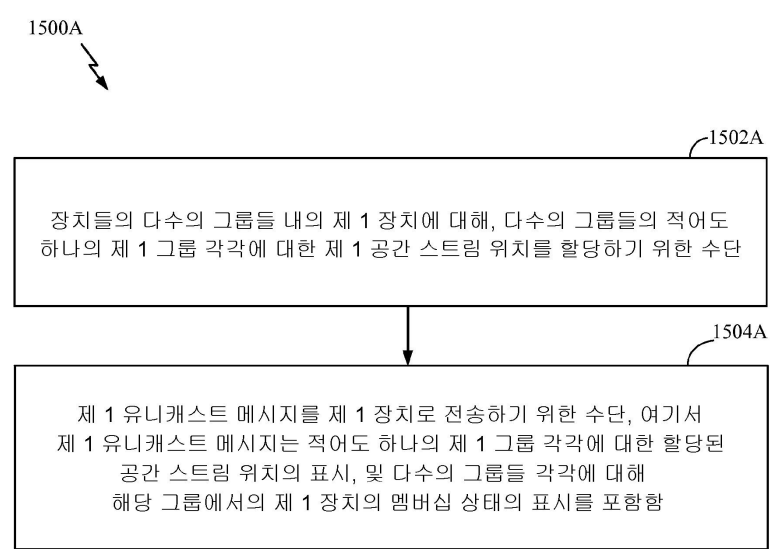 1500A
1502A
장치들의 다수의 그룹들 내의 제 1 장치에 대해, 다수의 그룹들의 적어도
하나의 제 1 그룹 각각에 대한 제 1 공간 스트림 위치를 할당하기 위한 수단
1504A
제 1 유니캐스트 메시지를 제 1 장치로 전송하기 위한 수단, 여기서
제 1 유니캐스트 메시지는 적어도 하나의 제 1 그룹 각각에 대한 할당된
공간 스트림 위치의 표시, 및 다수의 그룹들 각각에 대해
해당 그룹에서의 제 1 장치의 멤버십 상태의 표시를 포함함